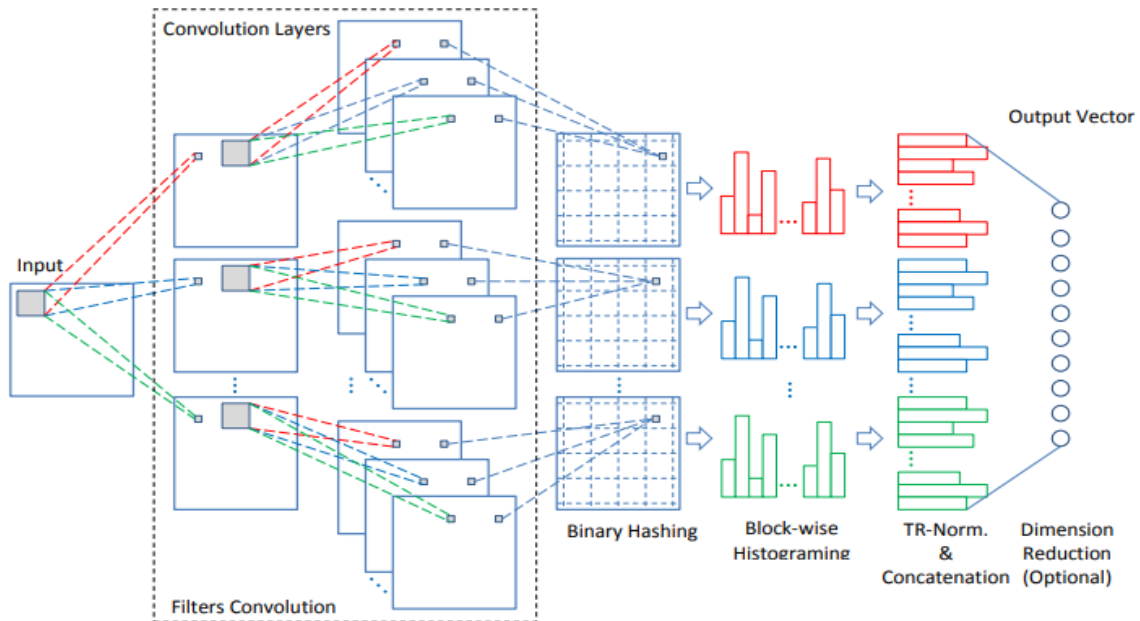 Convolution Layers
Input
Filters Convolution
Binary Hashing
Block-wise
Histograming
TR-Norm.
&
Concatenation
Output Vector
Dimension
Reduction
(Optional)